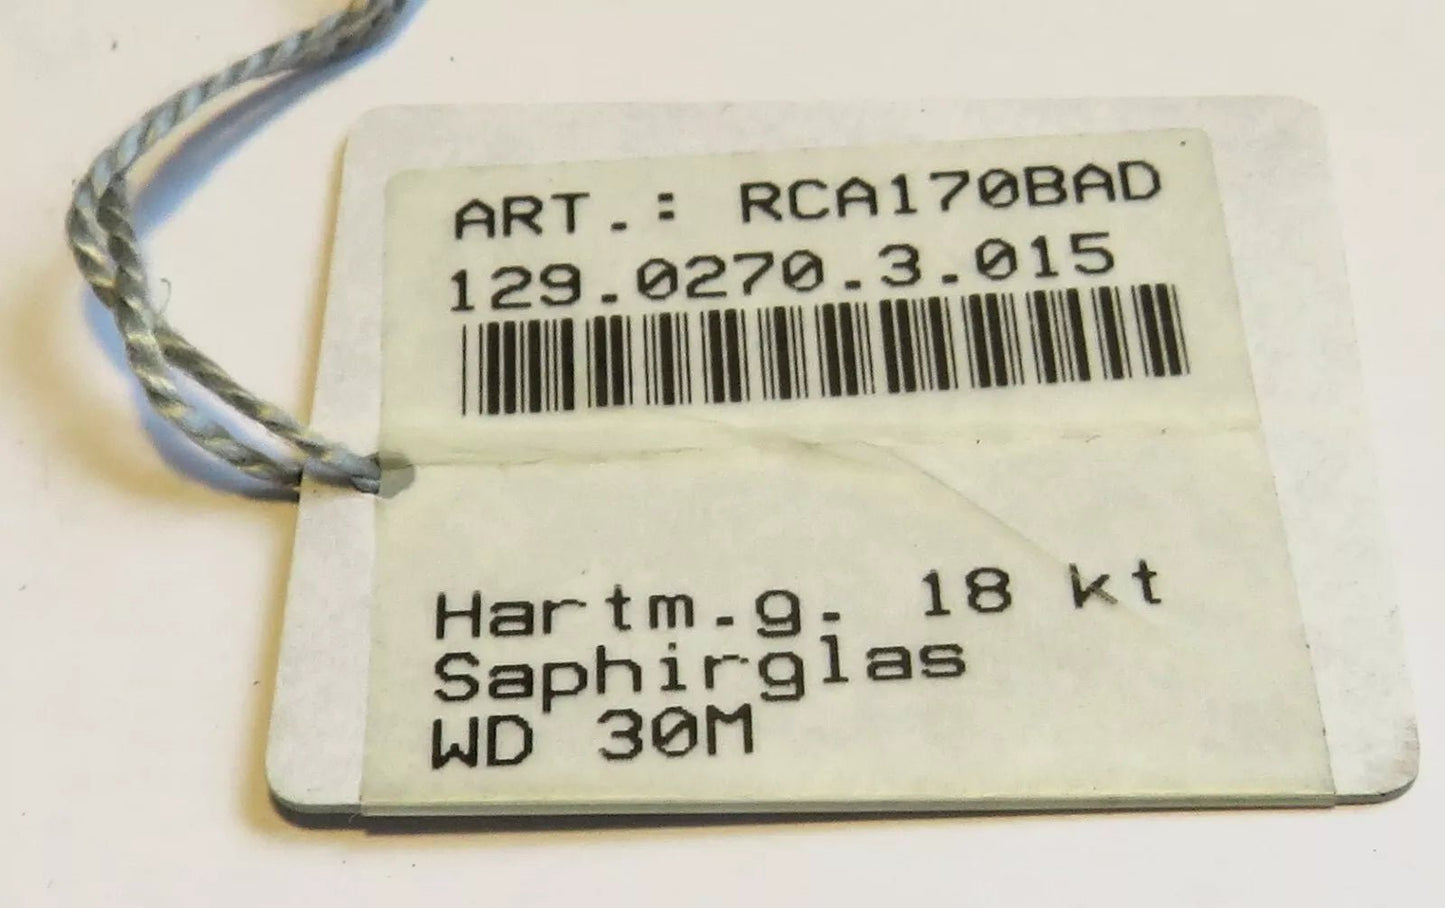 ART.: RCA170BAD
129.0270.3.015
Hartm.g. 18 kt
Saphirglas
WD 30M